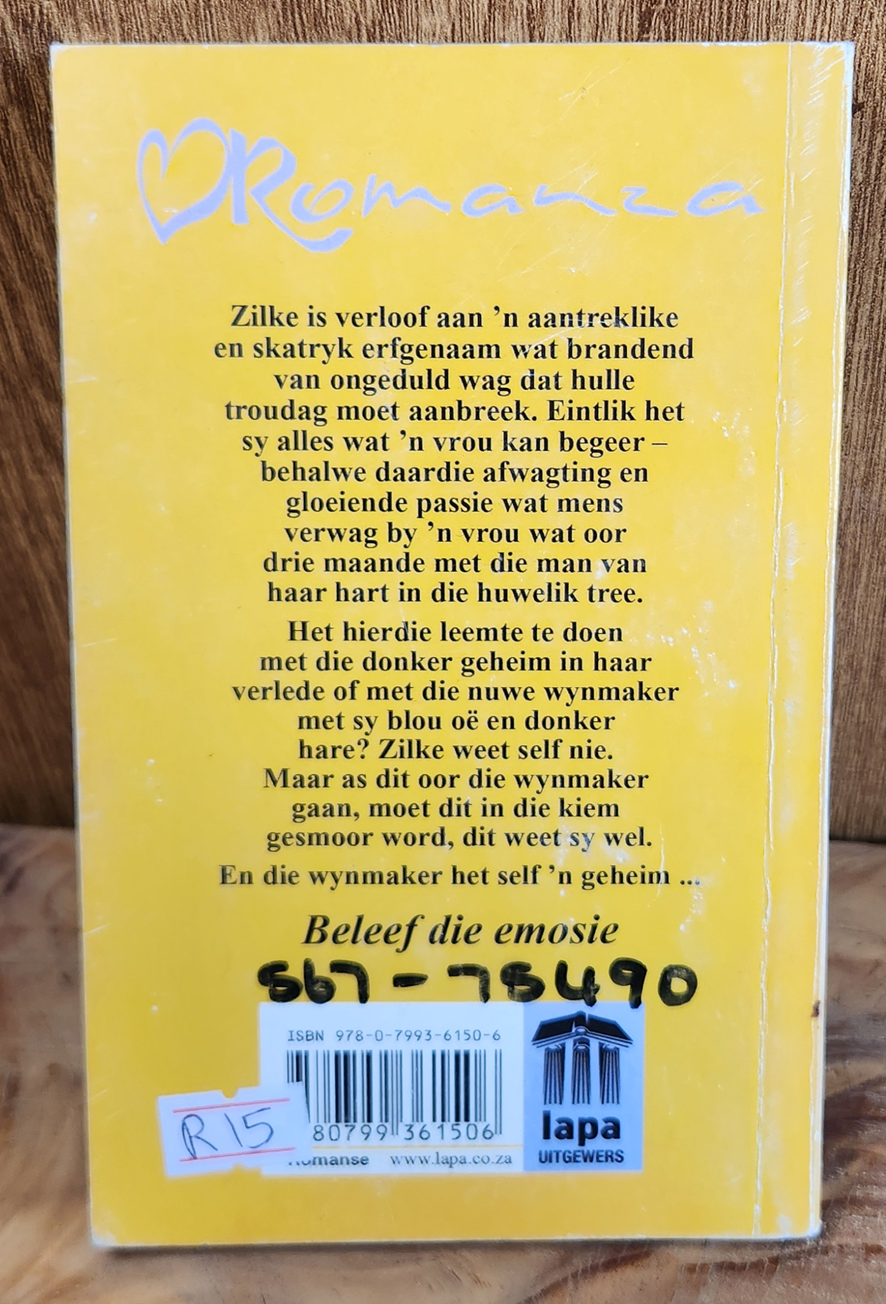 Romanza
Zilke is verloof aan ’n aantreklike
en skatryk erfgenaam wat brandend
van ongeduld wag dat hulle
troudag moet aanbreek. Eintlik het
sy alles wat ’n vrou kan begeer –
behalwe daardie afwagting en
gloeiende passie wat mens
verwag by ’n vrou wat oor
drie maande met die man van
haar hart in die huwelik tree.
Het hierdie leemte te doen
met die donker geheim in haar
verlede of met die nuwe wynmaker
met sy blou oë en donker
hare? Zilke weet self nie.
Maar as dit oor die wynmaker
gaan, moet dit in die kiem
gesmoor word, dit weet sy wel.
En die wynmaker het self ’n geheim ...
Beleef die emosie
567-75490
ISBN 978-0-7993-6150-6
80799 361506
R15
www.lapa.co.za
lapa
UITGEWERS